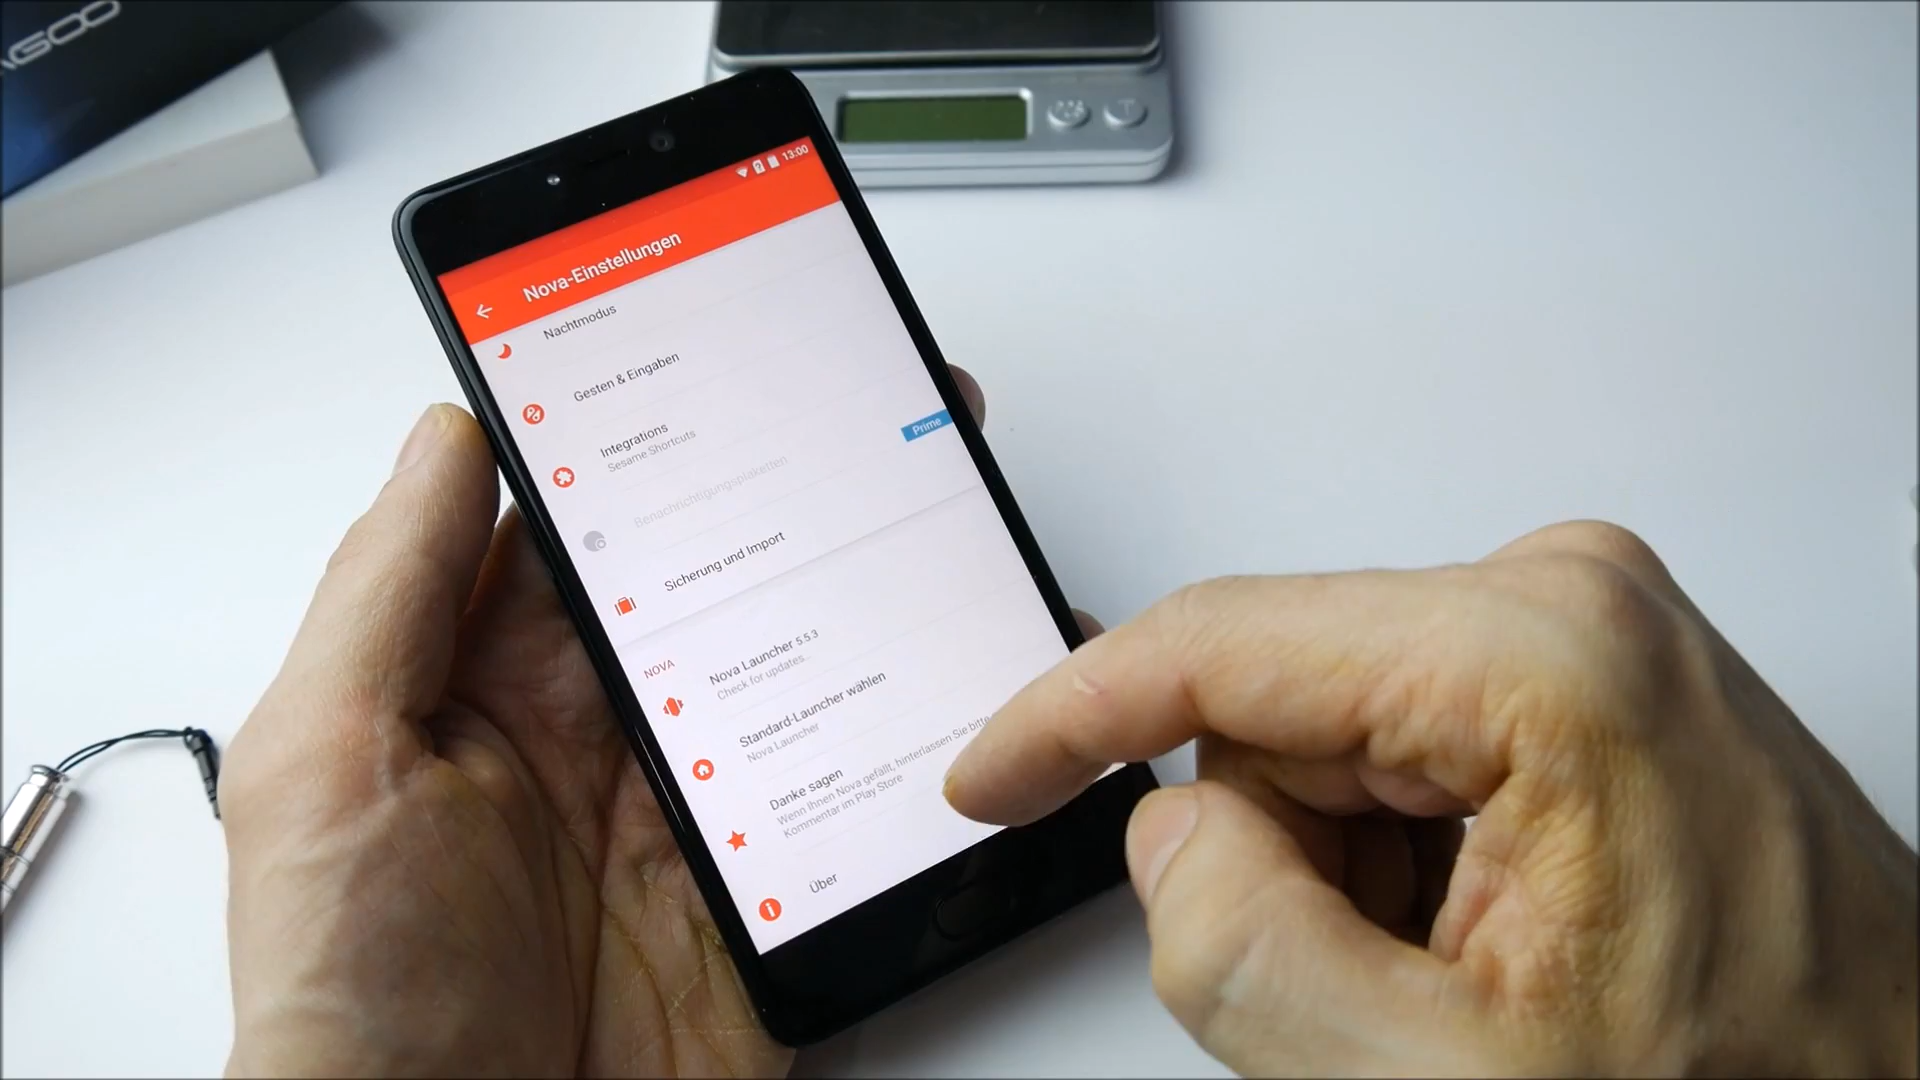 AGOO
13:00
Nova-Einstellungen
Nachtmodus
Gesten & Eingaben
Integrations
Sesame Shortcuts
Prime
Benachrichtigungsplaketten
Sicherung und Import
NOVA
Nova Launcher 5.5.3
Check for updates...
Standard-Launcher wählen
Nova Launcher
Danke sagen
Wenn Ihnen Nova gefällt, hinterlassen Sie bitte
Kommentar im Play Store
Über
T